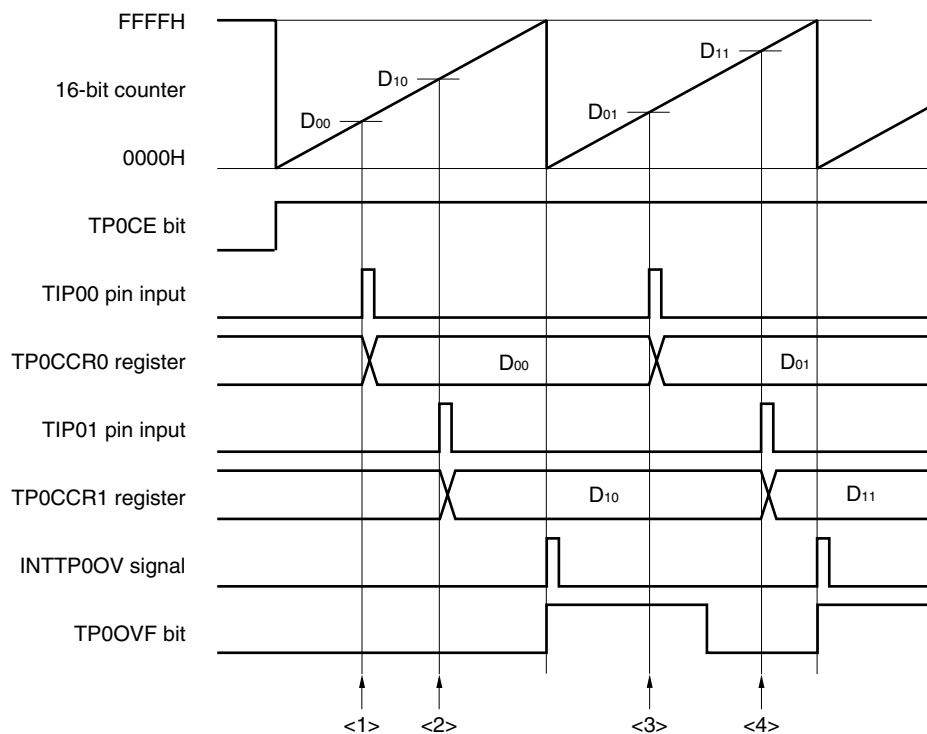 FFFFH
D11
D10
16-bit counter
D01
D00
0000H
TP0CE bit
TIP00 pin input
TP0CCR0 register
D00
D01
TIP01 pin input
TP0CCR1 register
D10
D11
INTTP0OV signal
TP0OVF bit
<1>
<2>
<3>
<4>